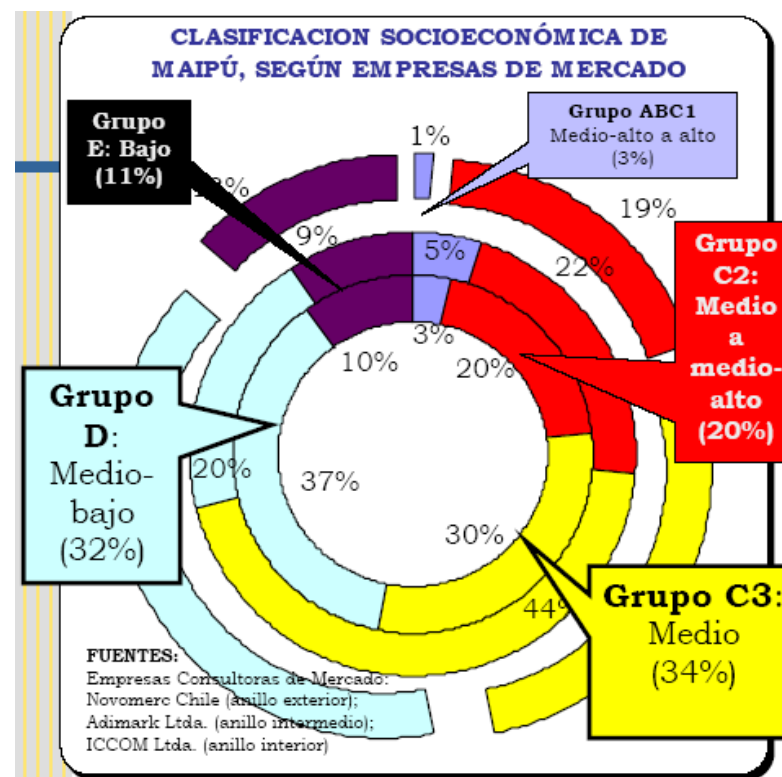 CLASIFICACION SOCIOECONÓMICA DE
MAIPÚ, SEGÚN EMPRESAS DE MERCADO
Grupo
E: Bajo
(11%)
Grupo ABC1
Medio-alto a alto
(3%)
1%
19%
9%
5%
22%
Grupo
C2:
Medio
a
medio-
alto
(20%)
10%
3%
20%
Grupo
D:
Medio-
bajo
(32%)
20%
37%
30%
44%
Grupo C3:
Medio
(34%)
FUENTES:
Empresas Consultoras de Mercado:
Novomerc Chile (anillo exterior);
Adimark Ltda. (anillo intermedio);
ICCOM Ltda. (anillo interior)